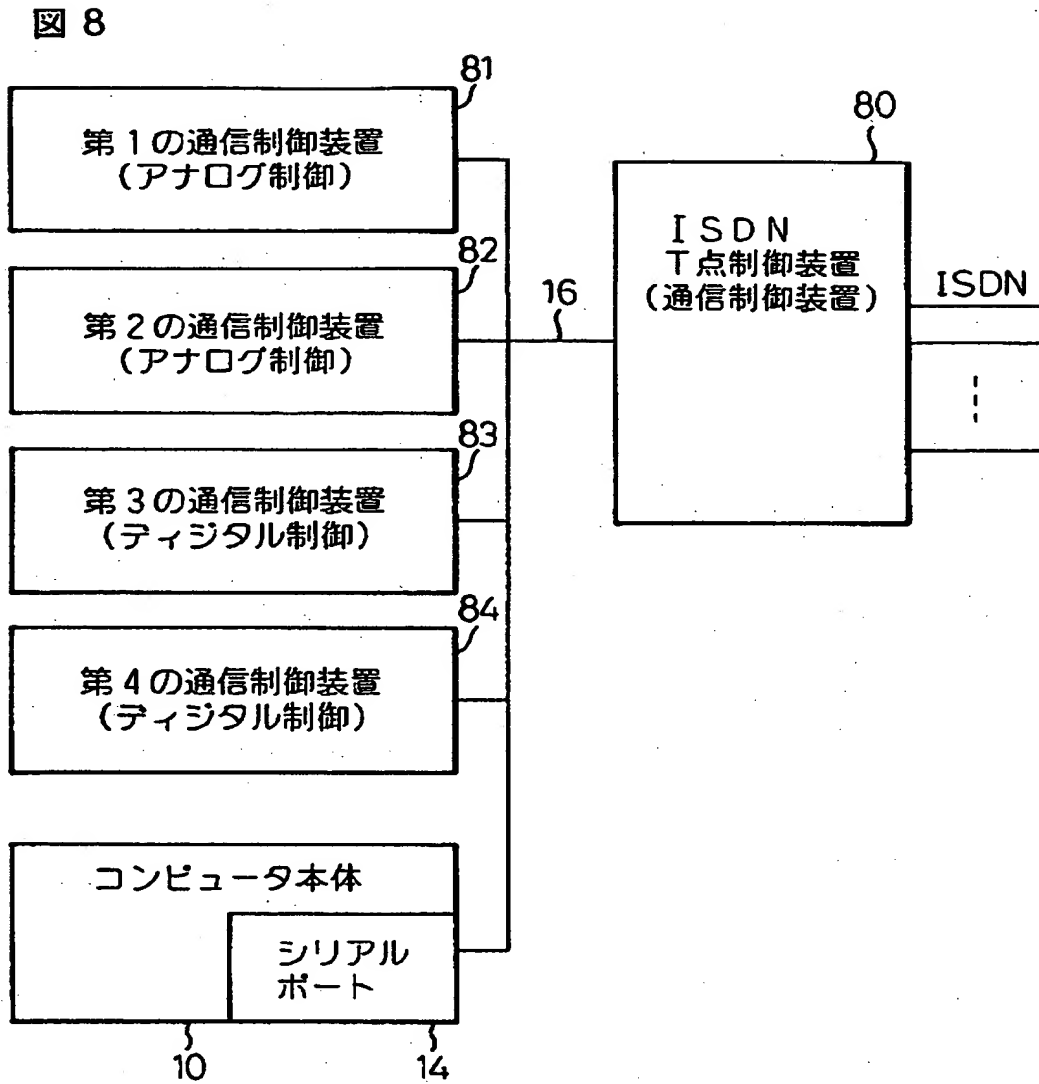 図 8
81
第1の通信制御装置
(アナログ制御)
82
第2の通信制御装置
(アナログ制御)
83
第3の通信制御装置
(ディジタル制御)
84
第4の通信制御装置
(ディジタル制御)
コンピュータ本体
シリアル
ポート
10
14
16
80
ISDN
T点制御装置
(通信制御装置)
ISDN